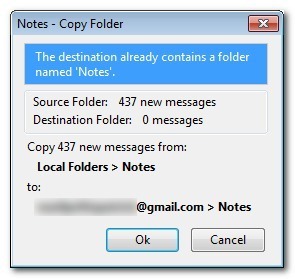 Notes - Copy Folder
The destination already contains a folder
named 'Notes'.
Source Folder: 437 new messages
Destination Folder: 0 messages
Copy 437 new messages from:
Local Folders > Notes
to:
@gmail.com > Notes
Ok Cancel